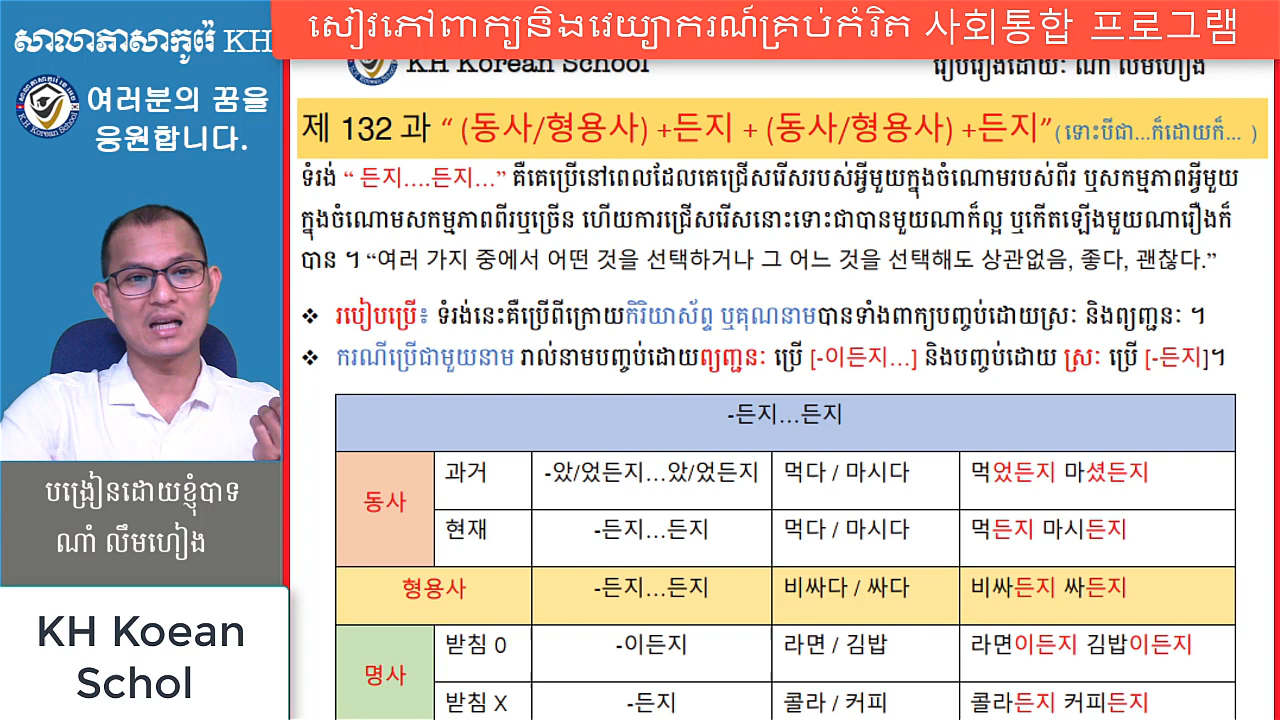 សាលាភាសាកូរ៉េ KH
សៀវភៅពាក្យនិងវេយ្យាករណ៍គ្រប់កំរិត 사회통합 프로그램
KH Korean School
រៀបរៀងដោយៈ ណាំ លឹមហៀង
여러분의 꿈을
응원합니다.
제 132 과 “ (동사/형용사) +든지 + (동사/형용사) +든지” ( ទោះបីជា...ក៏ដោយក៏... )
ទំរង់ “ 든지....든지...” គឺគេប្រើនៅពេលដែលគេជ្រើសរើសរបស់អ្វីមួយក្នុងចំណោមរបស់ពីរ ឬសកម្មភាពអ្វីមួយ
ក្នុងចំណោមសកម្មភាពពីរឬច្រើន ហើយការជ្រើសរើសនោះទោះជាបានមួយណាក៏ល្អ ឬកើតឡើងមួយណារឿងក៏
បាន ។ “여러 가지 중에서 어떤 것을 선택하거나 그 어느 것을 선택해도 상관없음, 좋다, 괜찮다.”
❖ របៀបប្រើ៖ ទំរង់នេះគឺប្រើពីក្រោយកិរិយាស័ព្ទ ឬគុណនាមបានទាំងពាក្យបញ្ចប់ដោយស្រៈ និងព្យញ្ជនៈ ។
❖ ករណីប្រើជាមួយនាម រាល់នាមបញ្ចប់ដោយព្យញ្ជនៈ ប្រើ [-이든지...] និងបញ្ចប់ដោយ ស្រៈ ប្រើ [-든지]។
-든지...든지
동사 과거 -았/었든지...았/었든지 먹다 / 마시다 먹었든지 마셨든지
현재 -든지...든지 먹다 / 마시다 먹든지 마시든지
형용사 -든지...든지 비싸다 / 싸다 비싸든지 싸든지
명사 받침 0 -이든지 라면 / 김밥 라면이든지 김밥이든지
받침 X -든지 콜라 / 커피 콜라든지 커피든지
បង្រៀនដោយខ្ញុំបាទ
ណាំ លឹមហៀង
KH Koean
Schol